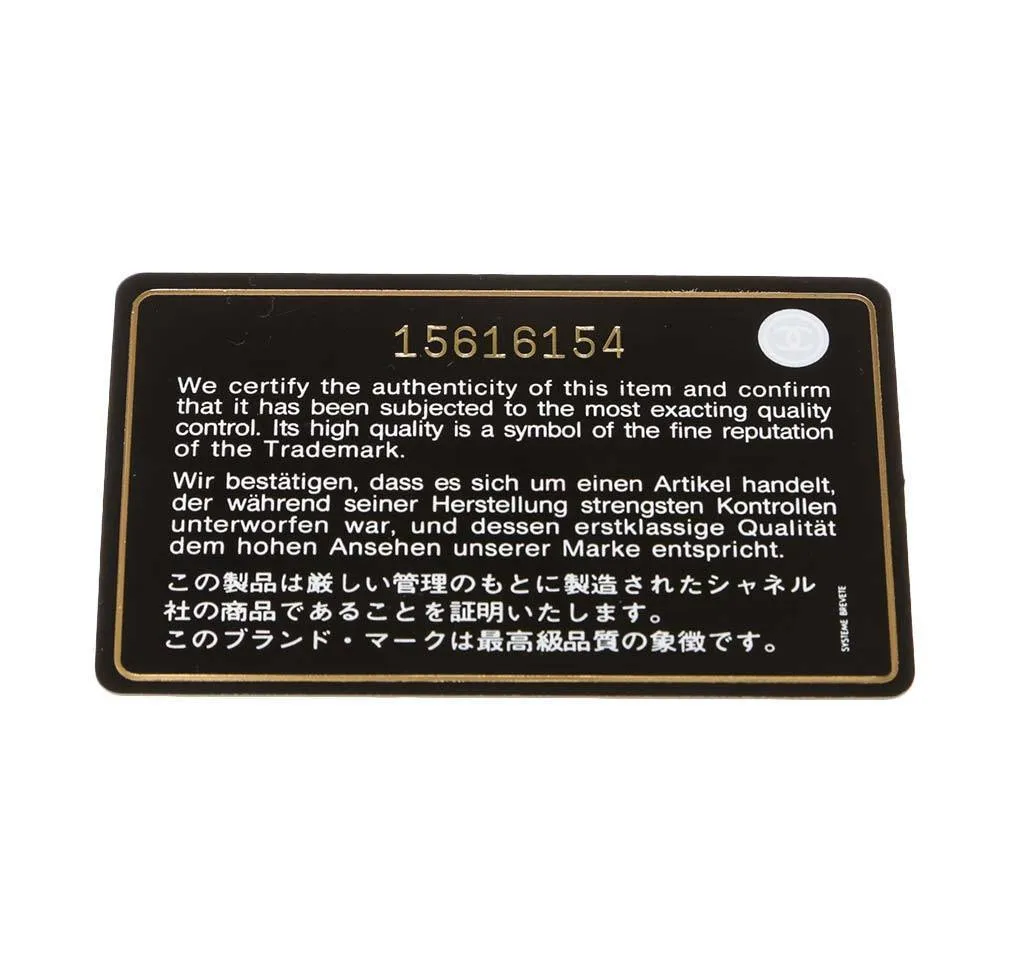 15616154
We certify the authenticity of this item and confirm
that it has been subjected to the most exacting quality
control. Its high quality is a symbol of the fine reputation
of the Trademark.
Wir bestätigen, dass es sich um einen Artikel handelt,
der während seiner Herstellung strengsten Kontrollen
unterworfen war, und dessen erstklassige Qualität
dem hohen Ansehen unserer Marke entspricht.
この製品は厳しい管理のもとに製造されたシャネル
社の商品であることを証明いたします。
このブランド・マークは最高級品質の象徴です。
SYSTEME BREVETE